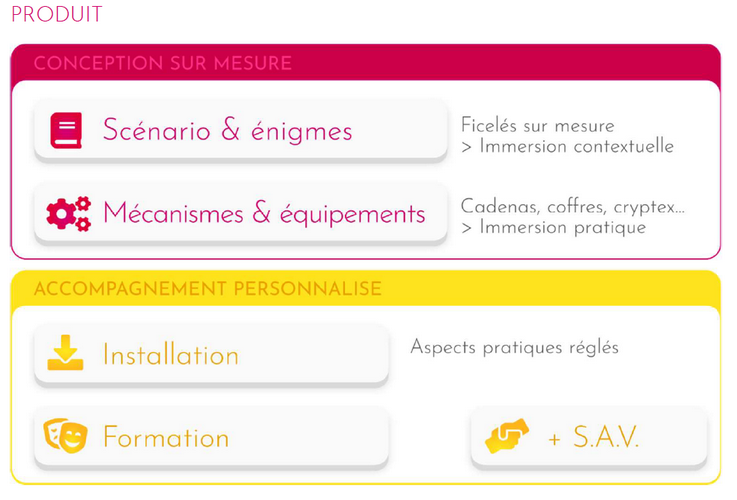 PRODUIT
CONCEPTION SUR MESURE
Scénario & énigmes
Ficelés sur mesure
> Immersion contextuelle
Mécanismes & équipements
Cadenas, coffres, cryptex...
> Immersion pratique
ACCOMPAGNEMENT PERSONNALISE
Installation
Aspects pratiques réglés
Formation
+ S.A.V.